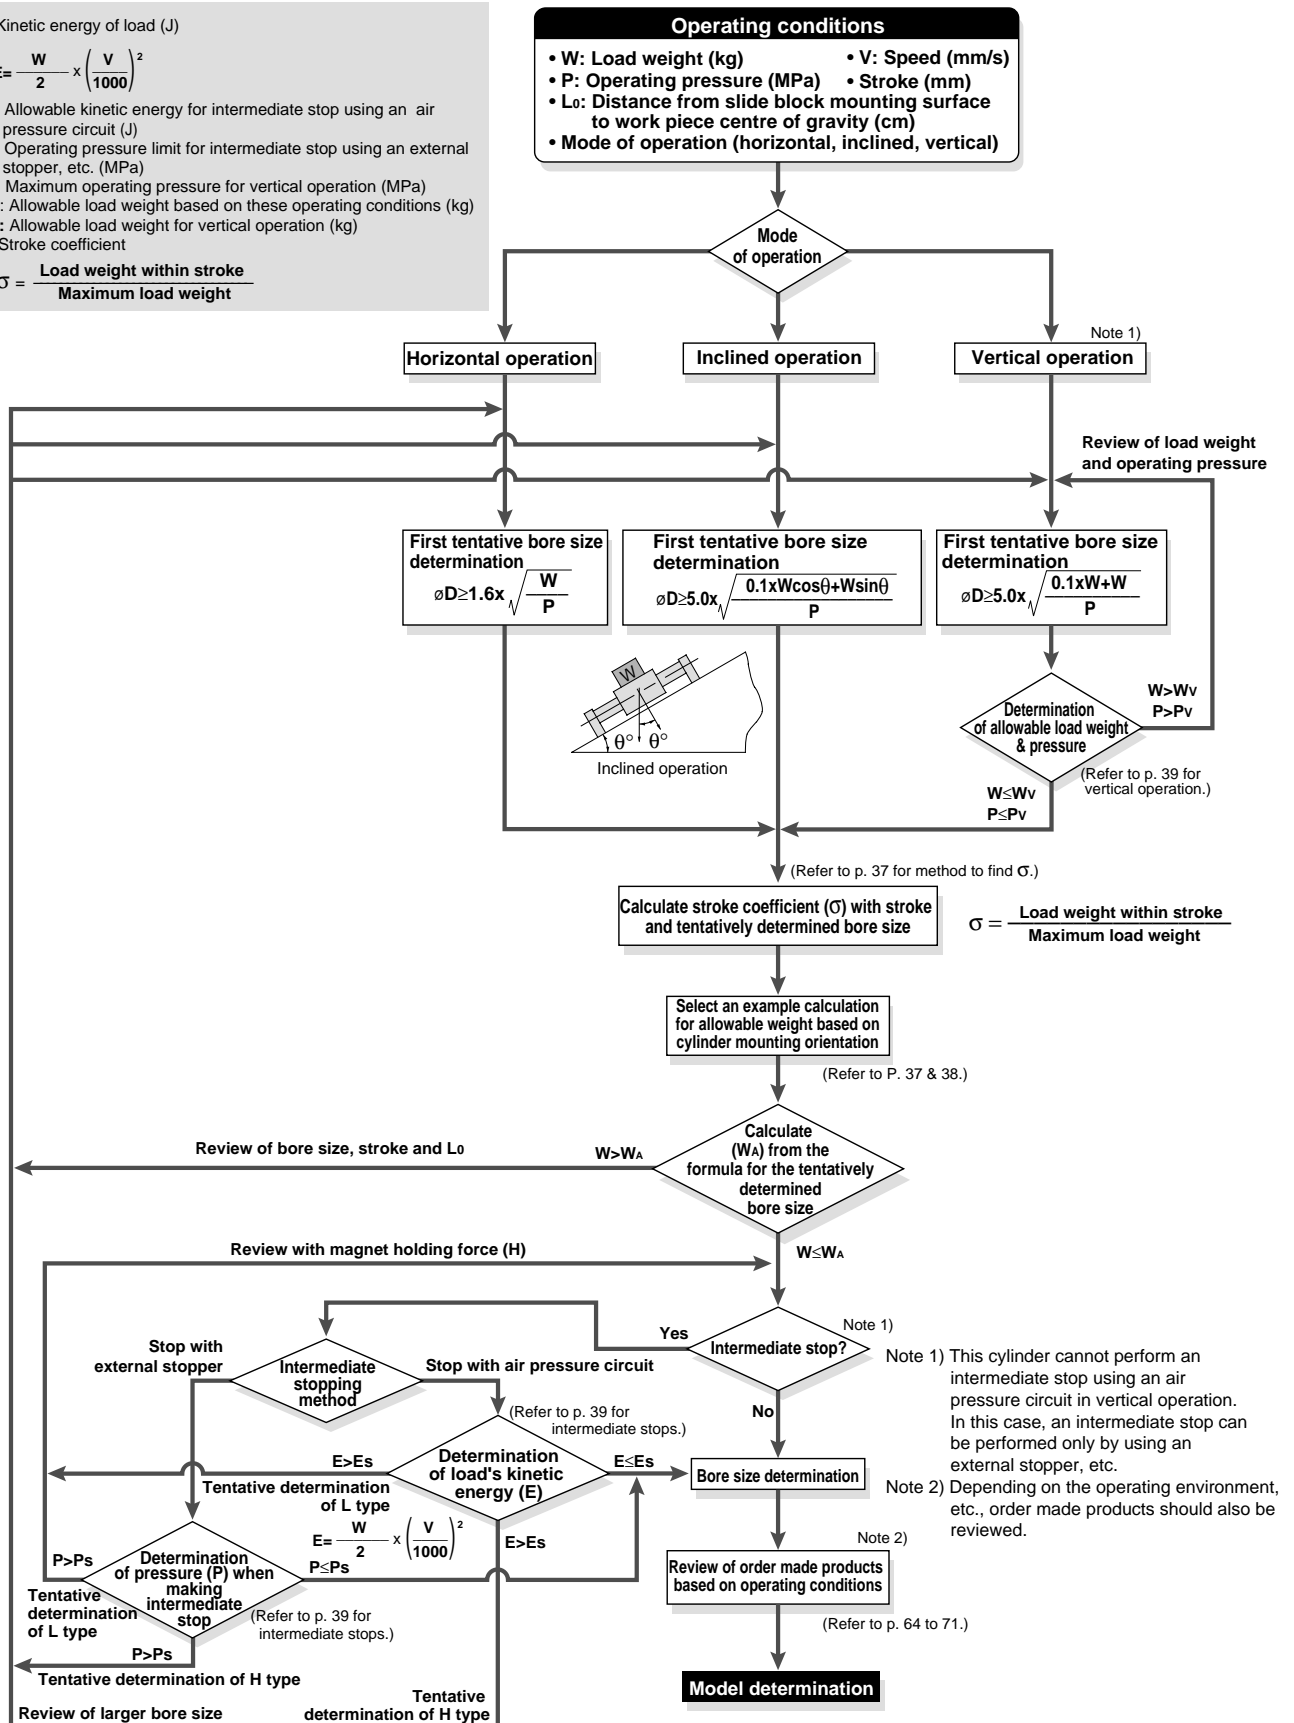 Kinetic energy of load (J)
E= W/2 x (V/1000)²
Allowable kinetic energy for intermediate stop using an air
pressure circuit (J)
Operating pressure limit for intermediate stop using an external
stopper, etc. (MPa)
Maximum operating pressure for vertical operation (MPa)
: Allowable load weight based on these operating conditions (kg)
: Allowable load weight for vertical operation (kg)
Stroke coefficient
σ = Load weight within stroke / Maximum load weight
Operating conditions
• W: Load weight (kg) • V: Speed (mm/s)
• P: Operating pressure (MPa) • Stroke (mm)
• L0: Distance from slide block mounting surface
to work piece centre of gravity (cm)
• Mode of operation (horizontal, inclined, vertical)
Mode
of operation
Note 1)
Horizontal operation
Inclined operation
Vertical operation
Review of load weight
and operating pressure
First tentative bore size
determination
øD≥1.6x √(W/P)
First tentative bore size
determination
øD≥5.0x √((0.1xWcosθ+Wsinθ)/P)
First tentative bore size
determination
øD≥5.0x √((0.1xW+W)/P)
W
θ° θ°
Inclined operation
Determination
of allowable load weight
& pressure
W>Wv
P>Pv
(Refer to p. 39 for
vertical operation.)
W≤Wv
P≤Pv
(Refer to p. 37 for method to find σ.)
Calculate stroke coefficient (σ) with stroke
and tentatively determined bore size
σ = Load weight within stroke / Maximum load weight
Select an example calculation
for allowable weight based on
cylinder mounting orientation
(Refer to P. 37 & 38.)
Calculate
(WA) from the
formula for the tentatively
determined
bore size
Review of bore size, stroke and L0
W>WA
W≤WA
Review with magnet holding force (H)
Intermediate stop?
Note 1)
Yes
No
Stop with
external stopper
Intermediate
stopping
method
Stop with air pressure circuit
(Refer to p. 39 for
intermediate stops.)
Determination
of load's kinetic
energy (E)
E>Es
E≤Es
Tentative determination
of L type
E= W/2 x (V/1000)²
E>Es
Bore size determination
Note 1) This cylinder cannot perform an
intermediate stop using an air
pressure circuit in vertical operation.
In this case, an intermediate stop can
be performed only by using an
external stopper, etc.
Note 2) Depending on the operating environment,
etc., order made products should also be
reviewed.
Determination
of pressure (P) when
making
intermediate
stop
P>Ps
P≤Ps
Tentative
determination
of L type
(Refer to p. 39 for
intermediate stops.)
P>Ps
Tentative determination of H type
Note 2)
Review of order made products
based on operating conditions
(Refer to p. 64 to 71.)
Model determination
Review of larger bore size
Tentative
determination of H type